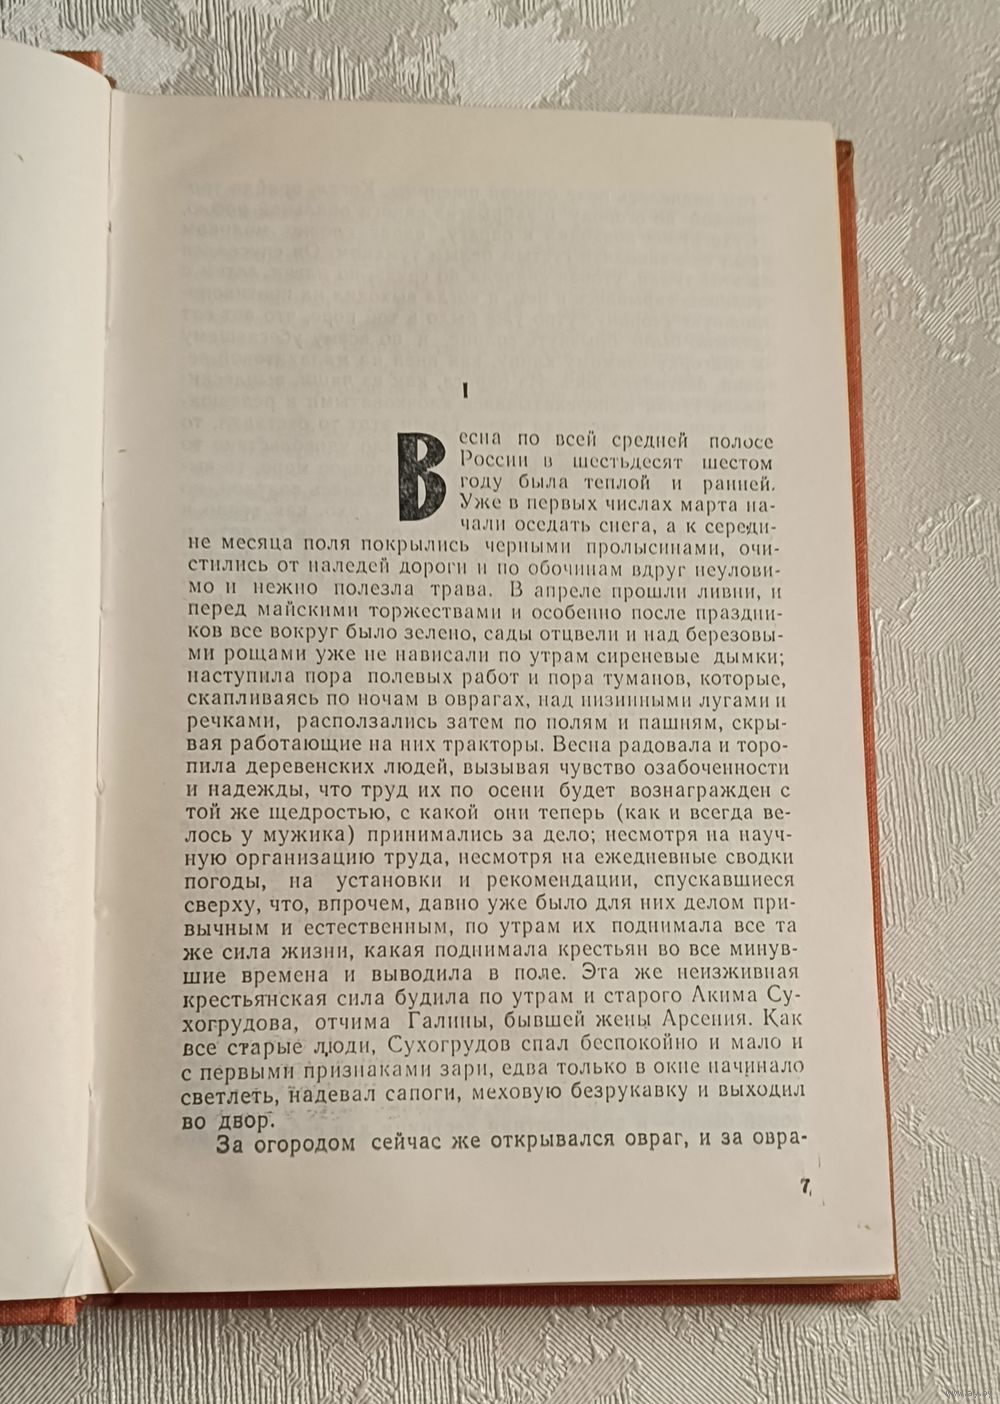 I
Весна по всей средней полосе
России в шестьдесят шестом
году была теплой и ранней.
Уже в первых числах марта на-
чали оседать снега, а к середи-
не месяца поля покрылись черными пролысинами, очи-
стились от наледей дороги и по обочинам вдруг неулови-
мо и нежно полезла трава. В апреле прошли ливни, и
перед майскими торжествами и особенно после праздни-
ков все вокруг было зелено, сады отцвели и над березовы-
ми рощами уже не нависали по утрам сиреневые дымки;
наступила пора полевых работ и пора туманов, которые,
скапливаясь по ночам в оврагах, над низинными лугами и
речками, расползались затем по полям и пашням, скры-
вая работающие на них тракторы. Весна радовала и торо-
пила деревенских людей, вызывая чувство озабоченности
и надежды, что труд их по осени будет вознагражден с
той же щедростью, с какой они теперь (как и всегда ве-
лось у мужика) принимались за дело; несмотря на науч-
ную организацию труда, несмотря на ежедневные сводки
погоды, на установки и рекомендации, спускавшиеся
сверху, что, впрочем, давно уже было для них делом при-
вычным и естественным, по утрам их поднимала все та
же сила жизни, какая поднимала крестьян во все минув-
шие времена и выводила в поле. Эта же неизживная
крестьянская сила будила по утрам и старого Акима Су-
хогрудова, отчима Галины, бывшей жены Арсения. Как
все старые люди, Сухогрудов спал беспокойно и мало и
с первыми признаками зари, едва только в окне начинало
светлеть, надевал сапоги, меховую безрукавку и выходил
во двор.
За огородом сейчас же открывался овраг, и за овра-
7